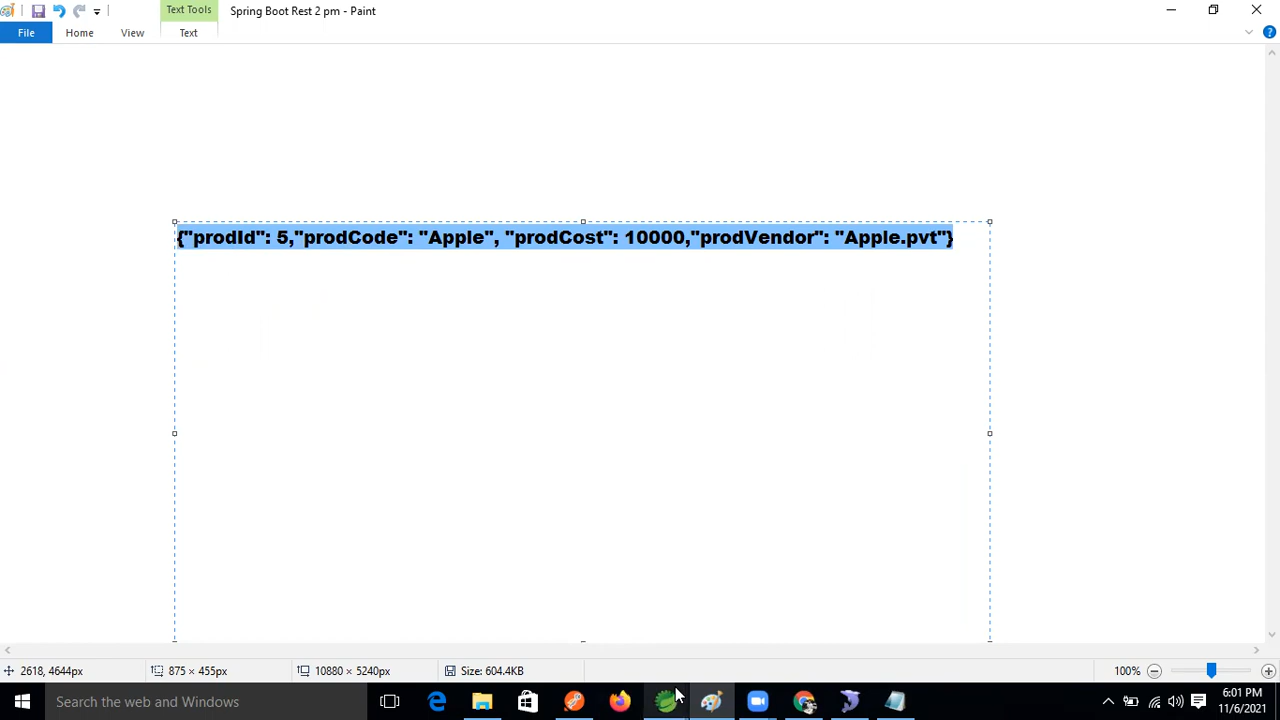 Text Tools
Spring Boot Rest 2 pm - Paint
File
Home
View
Text
{"prodId": 5,"prodCode": "Apple", "prodCost": 10000,"prodVendor": "Apple.pvt"}
2618, 4644px
875 × 455px
10880 × 5240px
Size: 604.4KB
100%
Search the web and Windows
6:01 PM
11/6/2021